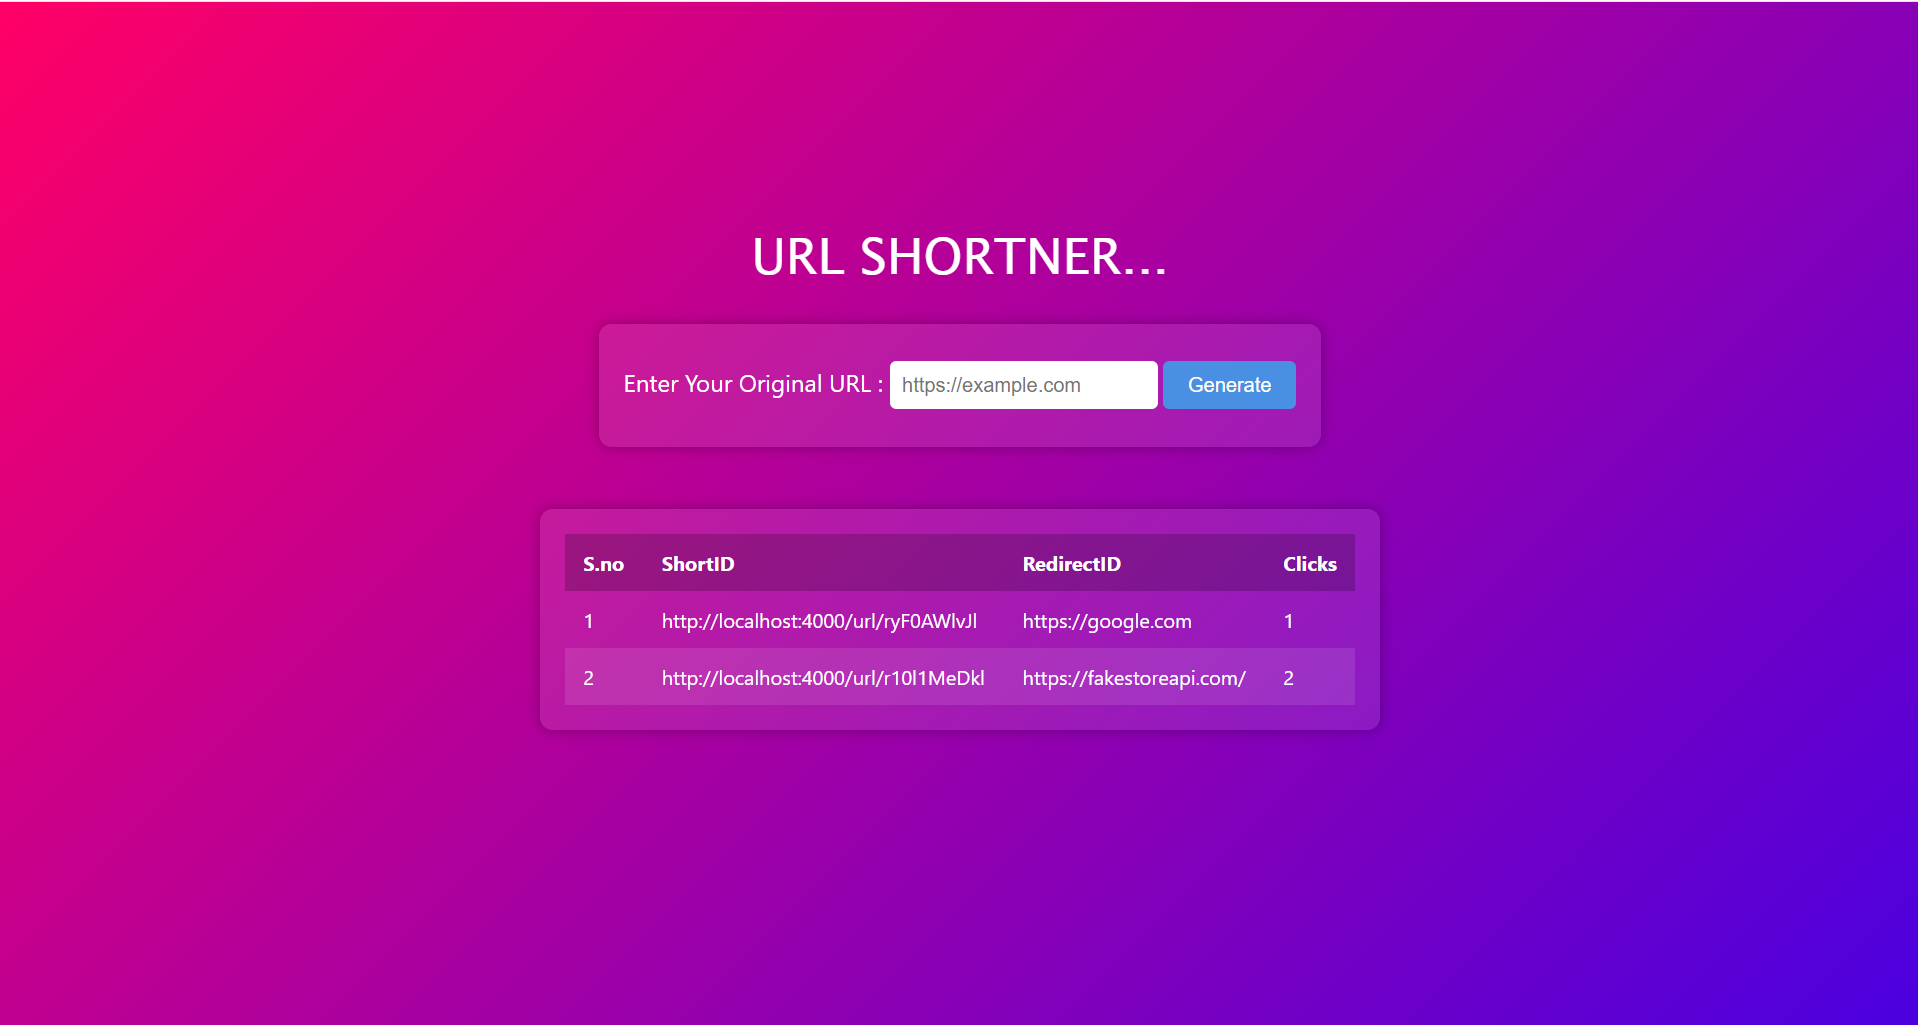 URL SHORTNER...
Enter Your Original URL : https://example.com Generate
S.no ShortID RedirectID Clicks
1 http://localhost:4000/url/ryF0AWlvJl https://google.com 1
2 http://localhost:4000/url/r10l1MeDkl https://fakestoreapi.com/ 2